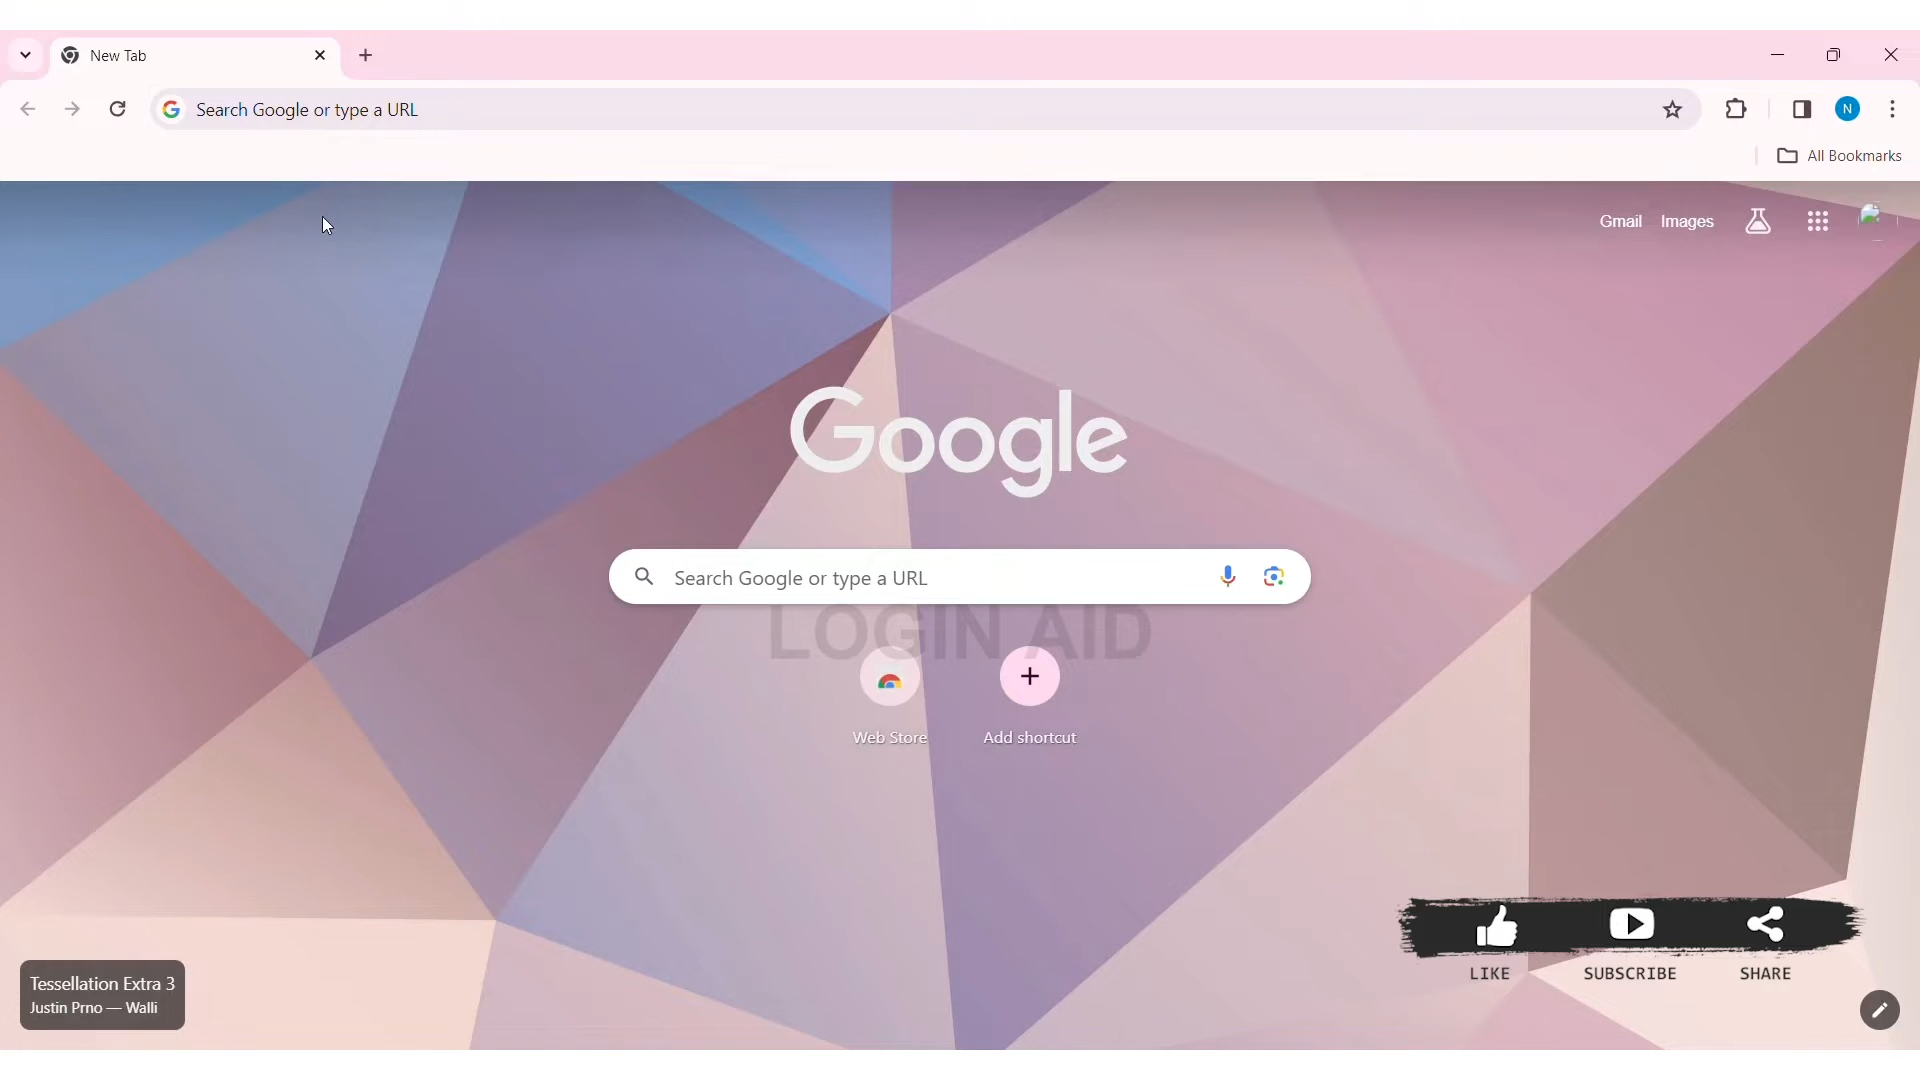 New Tab
Search Google or type a URL
N
All Bookmarks
Gmail Images
Google
Search Google or type a URL
LOGIN AID
Web Store Add shortcut
LIKE SUBSCRIBE SHARE
Tessellation Extra 3
Justin Prno — Walli